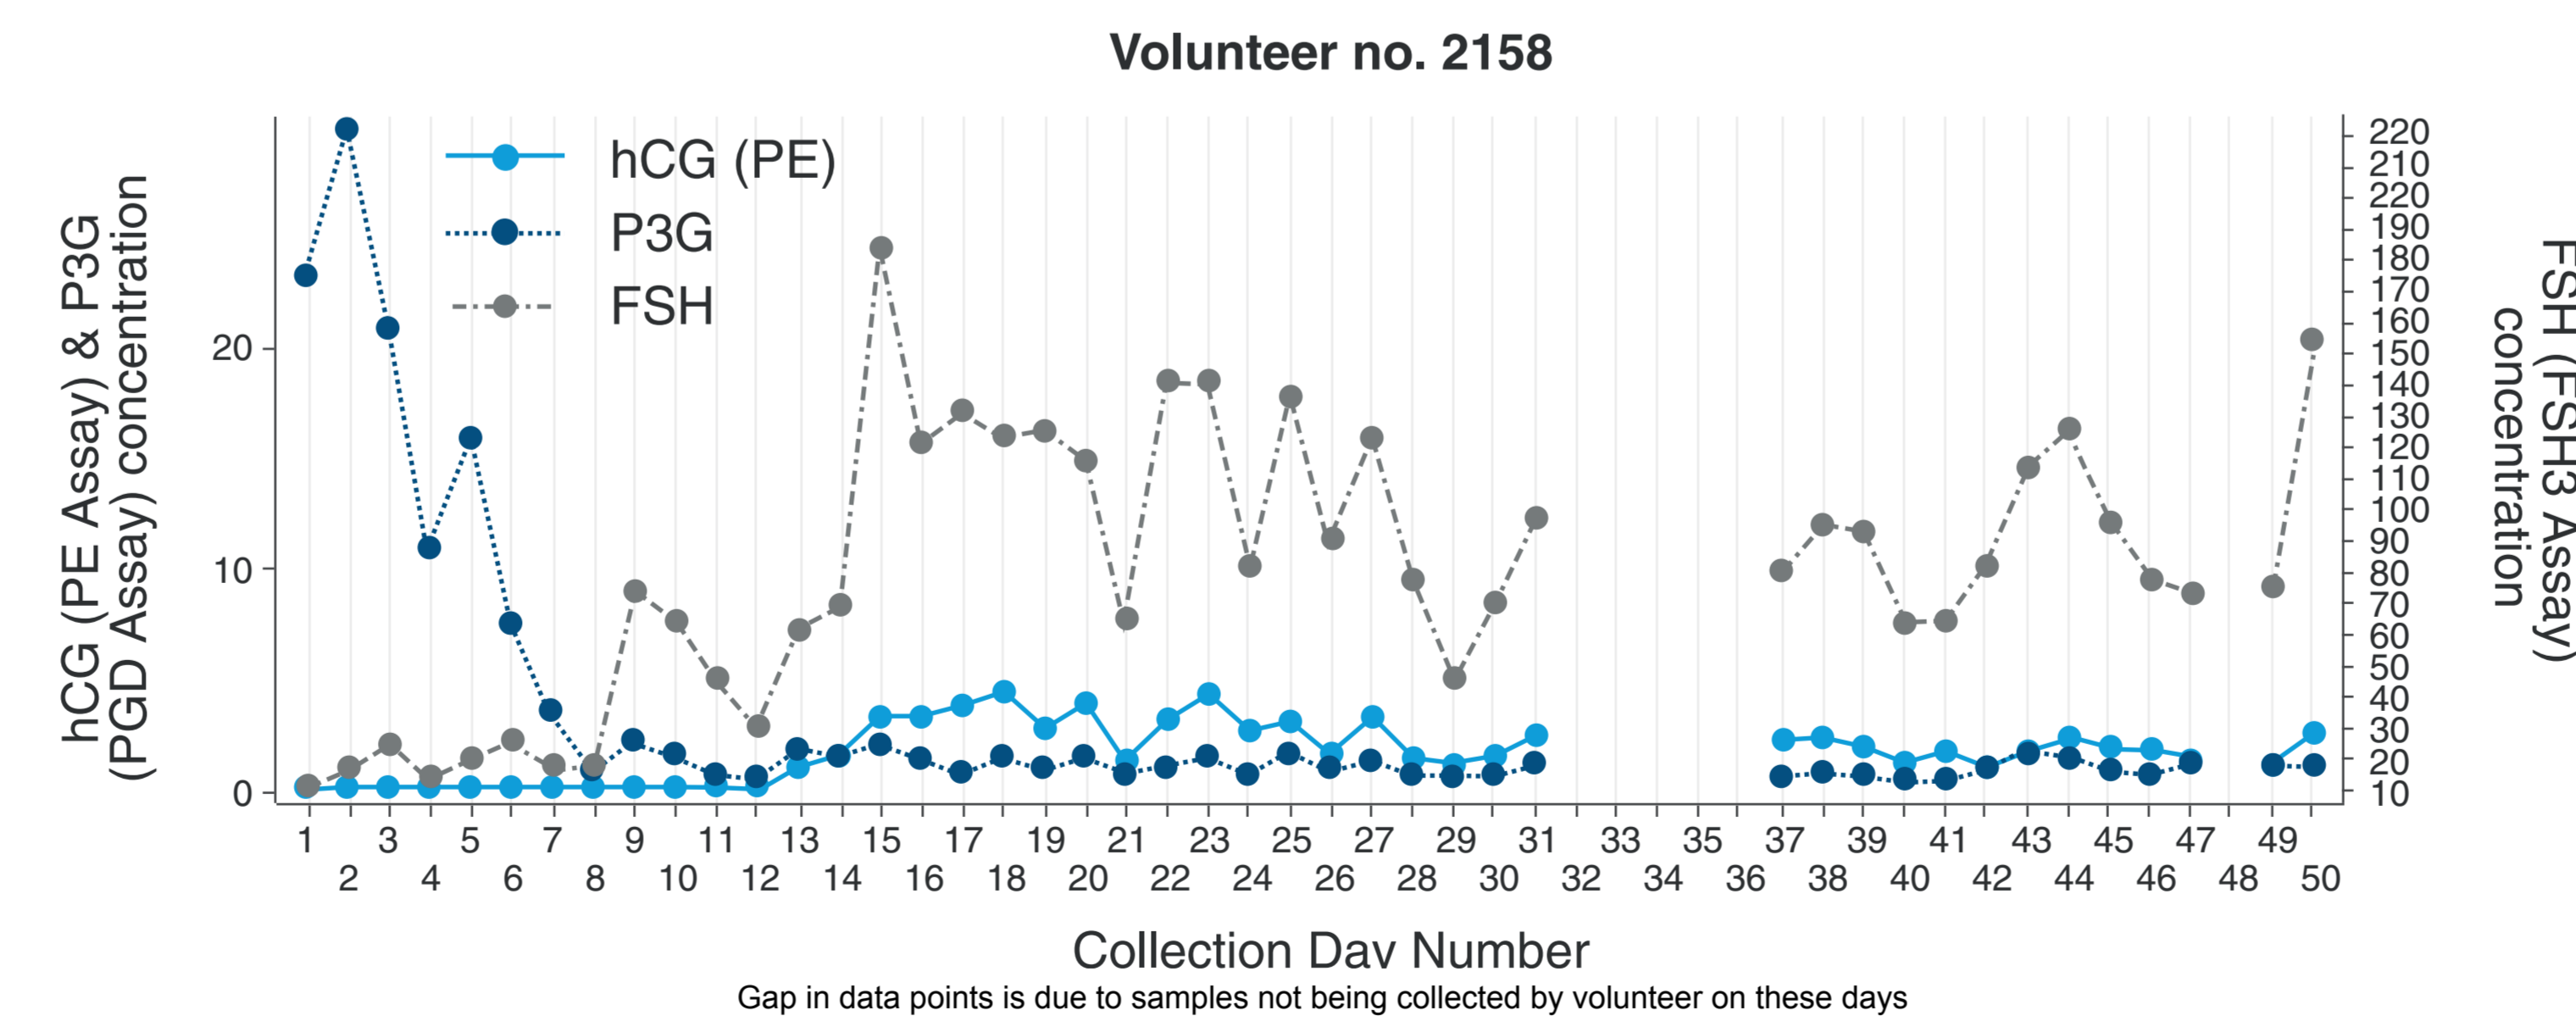 Volunteer no. 2158
hCG (PE Assay) & P3G
(PGD Assay) concentration
20
10
0
hCG (PE)
P3G
FSH
220
210
220
190
180
170
160
150
140
130
120
110
100
90
80
70
60
50
40
30
20
10
FSH (FSH3 Assay)
concentration
1 3 5 7 9 11 13 15 17 19 21 23 25 27 29 31 33 35 37 39 41 43 45 47 49
2 4 6 8 10 12 14 16 18 20 22 24 26 28 30 32 34 36 38 40 42 44 46 48 50
Collection Dav Number
Gap in data points is due to samples not being collected by volunteer on these days